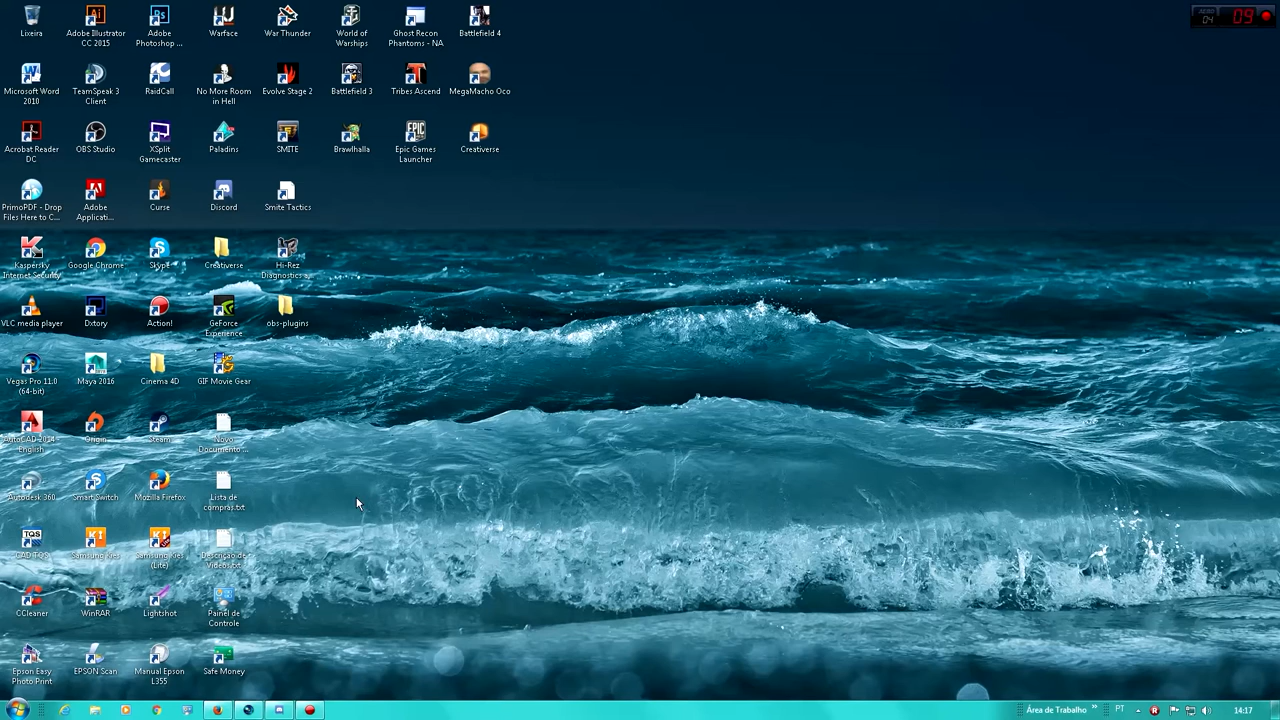 Lixeira
Adobe Illustrator
CC 2015
Adobe
Photoshop ...
Warface
War Thunder
World of
Warships
Ghost Recon
Phantoms - NA
Battlefield 4
AERO
04
09
Microsoft Word
2010
TeamSpeak 3
Client
RaidCall
No More Room
in Hell
Evolve Stage 2
Battlefield 3
Tribes Ascend
MegaMacho Oco
Acrobat Reader
DC
OBS Studio
XSplit
Gamecaster
Paladins
SMITE
Brawlhalla
EPIC
GAMES
Epic Games
Launcher
Creativerse
PrimoPDF - Drop
Files Here to C...
Adobe
Applicati...
Curse
Discord
Smite Tactics
Kaspersky
Internet Security
Google Chrome
Skype
Creativerse
Hi-Rez
Diagnostics a...
VLC media player
Dxtory
Action!
GeForce
Experience
obs-plugins
Vegas Pro 11.0
(64-bit)
Maya 2016
Cinema 4D
GIF Movie Gear
AutoCAD 2014 -
English
Origin
Steam
Novo
Documento ...
Autodesk 360
Smart Switch
Mozilla Firefox
Lista de
compras.txt
TQS
CAD TQS
Samsung Kies
Samsung Kies
(Lite)
Descrição de
Videos.txt
CCleaner
WinRAR
Lightshot
Painel de
Controle
Epson Easy
Photo Print
EPSON Scan
Manual Epson
L355
Safe Money
Área de Trabalho
PT
14:17